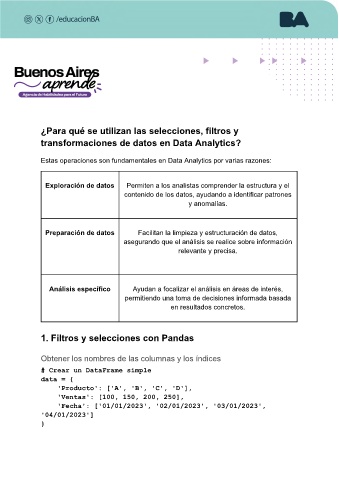 /educacionBA
BA
Buenos Aires
aprende
Agencia de Habilidades para el Futuro
¿Para qué se utilizan las selecciones, filtros y
transformaciones de datos en Data Analytics?
Estas operaciones son fundamentales en Data Analytics por varias razones:
Exploración de datos
Permiten a los analistas comprender la estructura y el
contenido de los datos, ayudando a identificar patrones
y anomalías.
Preparación de datos
Facilitan la limpieza y estructuración de datos,
asegurando que el análisis se realice sobre información
relevante y precisa.
Análisis específico
Ayudan a focalizar el análisis en áreas de interés,
permitiendo una toma de decisiones informada basada
en resultados concretos.
1. Filtros y selecciones con Pandas
Obtener los nombres de las columnas y los índices
# Crear un DataFrame simple
data = {
'Producto': ['A', 'B', 'C', 'D'],
'Ventas': [100, 150, 200, 250],
'Fecha': ['01/01/2023', '02/01/2023', '03/01/2023',
'04/01/2023']
}